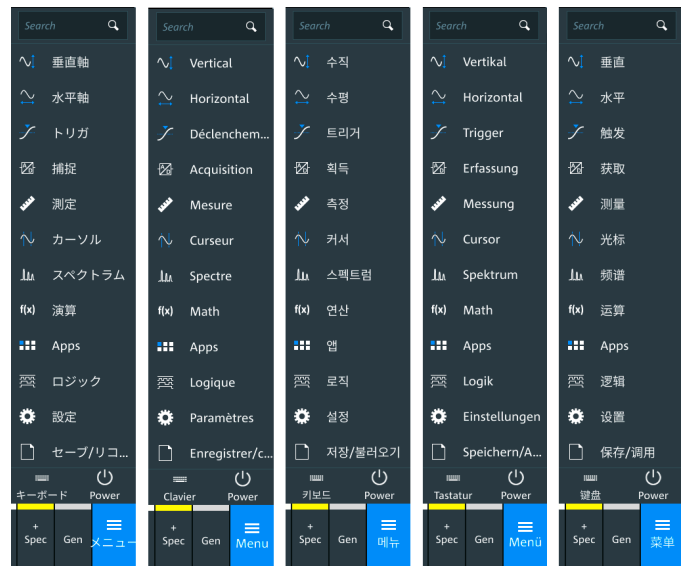 Search
垂直軸
水平軸
トリガ
捕捉
測定
カーソル
スペクトラム
f(x) 演算
Apps
ロジック
設定
セーブ/リコ...
キーボード Power
+
Spec Gen メニュー
Search
Vertical
Horizontal
Déclenchem...
Acquisition
Mesure
Curseur
Spectre
f(x) Math
Apps
Logique
Paramètres
Enregistrer/c...
Clavier Power
+
Spec Gen Menu
Search
수직
수평
트리거
획득
측정
커서
스펙트럼
f(x) 연산
앱
로직
설정
저장/불러오기
키보드 Power
+
Spec Gen 메뉴
Search
Vertikal
Horizontal
Trigger
Erfassung
Messung
Cursor
Spektrum
f(x) Math
Apps
Logik
Einstellungen
Speichern/A...
Tastatur Power
+
Spec Gen Menü
Search
垂直
水平
触发
获取
测量
光标
频谱
f(x) 运算
Apps
逻辑
设置
保存/调用
键盘 Power
+
Spec Gen 菜单